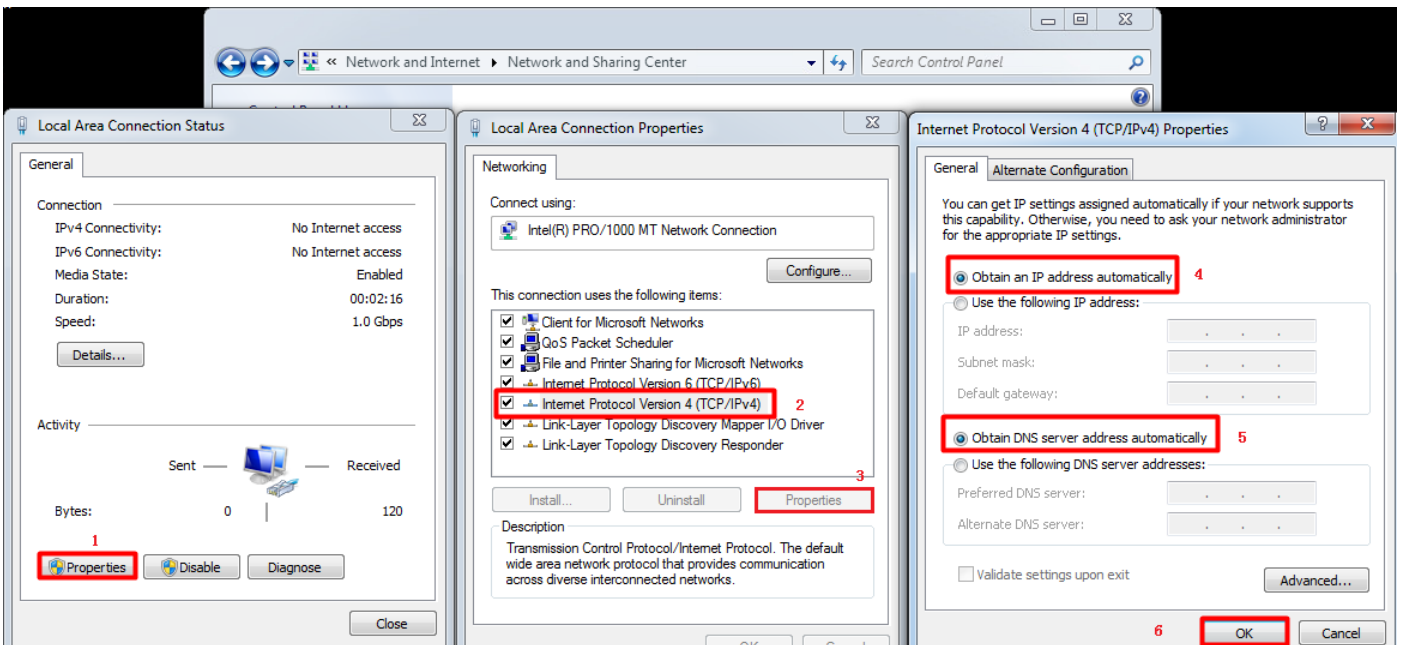 « Network and Internet ▸ Network and Sharing Center
Search Control Panel
Local Area Connection Status
General
Connection
IPv4 Connectivity: No Internet access
IPv6 Connectivity: No Internet access
Media State: Enabled
Duration: 00:02:16
Speed: 1.0 Gbps
Details...
Activity
Sent — — Received
Bytes: 0 | 120
1
Properties Disable Diagnose
Close
Local Area Connection Properties
Networking
Connect using:
Intel(R) PRO/1000 MT Network Connection
Configure...
This connection uses the following items:
Client for Microsoft Networks
QoS Packet Scheduler
File and Printer Sharing for Microsoft Networks
Internet Protocol Version 6 (TCP/IPv6)
Internet Protocol Version 4 (TCP/IPv4) 2
Link-Layer Topology Discovery Mapper I/O Driver
Link-Layer Topology Discovery Responder
3
Install... Uninstall Properties
Description
Transmission Control Protocol/Internet Protocol. The default
wide area network protocol that provides communication
across diverse interconnected networks.
Internet Protocol Version 4 (TCP/IPv4) Properties
General Alternate Configuration
You can get IP settings assigned automatically if your network supports
this capability. Otherwise, you need to ask your network administrator
for the appropriate IP settings.
Obtain an IP address automatically 4
Use the following IP address:
IP address: . . .
Subnet mask: . . .
Default gateway: . . .
Obtain DNS server address automatically 5
Use the following DNS server addresses:
Preferred DNS server: . . .
Alternate DNS server: . . .
Validate settings upon exit
Advanced...
6 OK Cancel